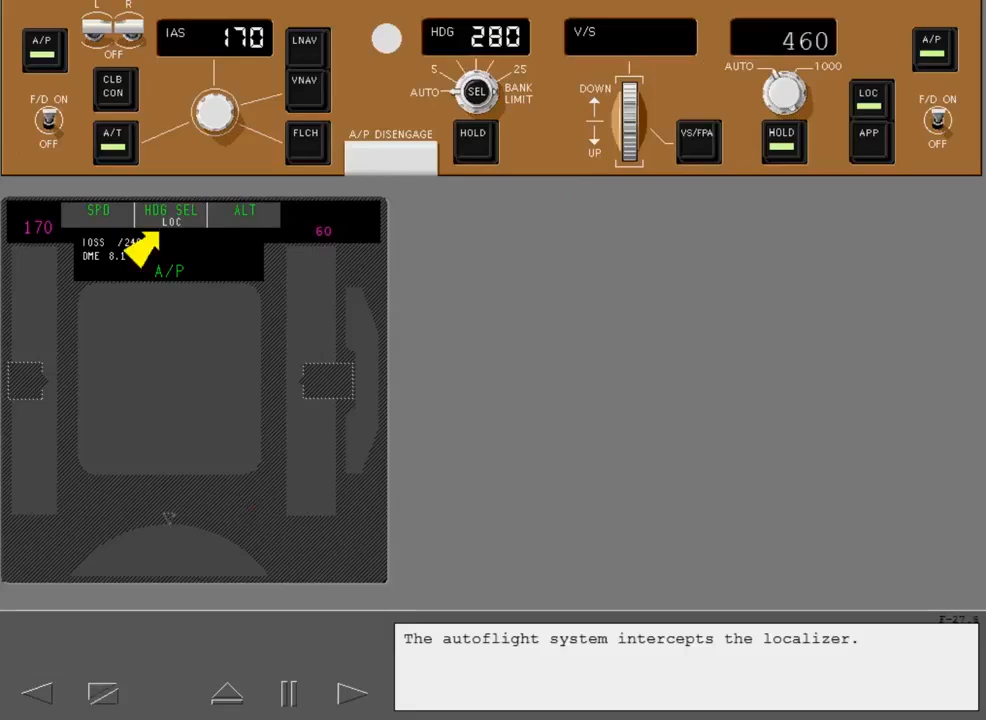 L R
A/P
OFF
IAS 170
LNAV
HDG 280
V/S
460
A/P
CLB
CON
VNAV
5 25
AUTO SEL BANK
LIMIT
DOWN
UP
AUTO 1000
LOC
F/D ON
OFF
A/T
FLCH
A/P DISENGAGE
HOLD
VS/FPA
HOLD
APP
F/D ON
OFF
SPD HDG SEL ALT
LOC
170
60
DME 8.1
A/P
The autoflight system intercepts the localizer.